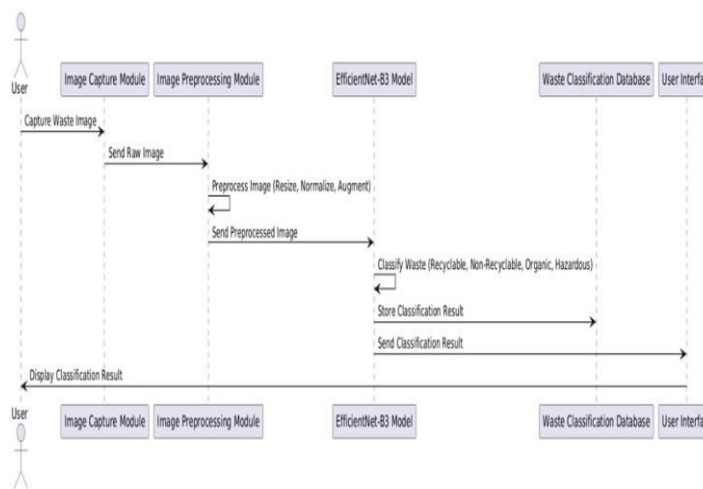 User
Image Capture Module
Image Preprocessing Module
EfficientNet-B3 Model
Waste Classification Database
User Interfa
Capture Waste Image
Send Raw Image
Preprocess Image (Resize, Normalize, Augment)
Send Preprocessed Image
Classify Waste (Recyclable, Non-Recyclable, Organic, Hazardous)
Store Classification Result
Send Classification Result
Display Classification Result
User
Image Capture Module
Image Preprocessing Module
EfficientNet-B3 Model
Waste Classification Database
User Interfa